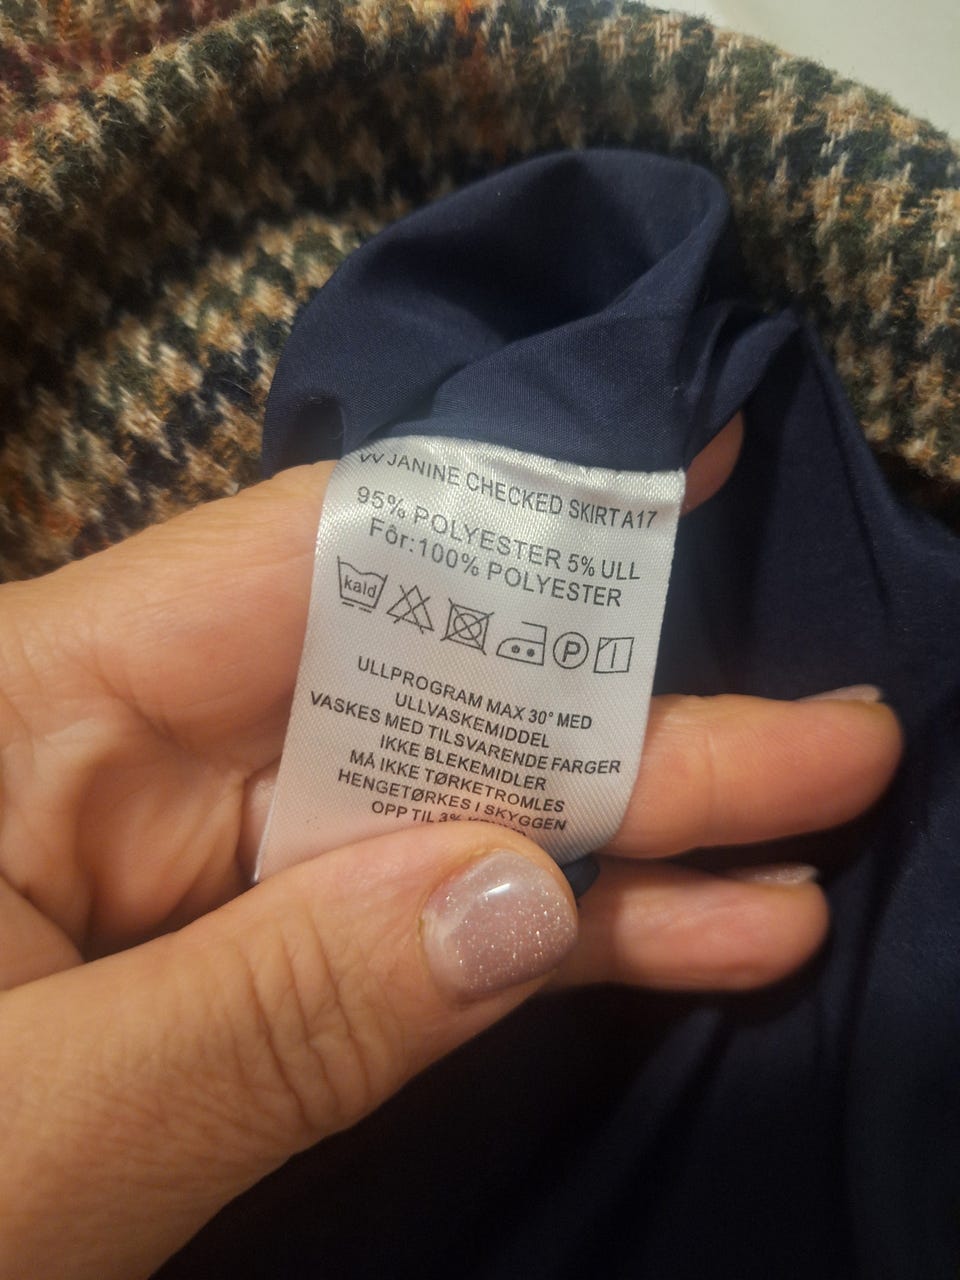 JANINE CHECKED SKIRT A17
95% POLYESTER 5% ULL
Fôr:100% POLYESTER
kald P
ULLPROGRAM MAX 30° MED
ULLVASKEMIDDEL
VASKES MED TILSVARENDE FARGER
IKKE BLEKEMIDLER
MÅ IKKE TØRKETROMLES
HENGETØRKES I SKYGGEN
OPP TIL 3%